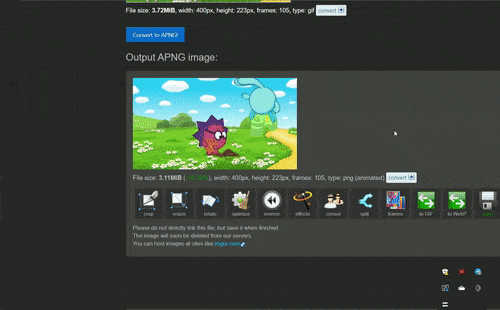 File size: 3.72MiB, width: 400px, height: 223px, frames: 105, type: gif convert
Convert to APNG!
Output APNG image:
File size: 3.11MiB ( ), width: 400px, height: 223px, frames: 105, type: png (animated) convert
crop resize rotate optimize reverse effects censor split frames to GIF to WebP save
Please do not directly link this file, but save it when finished
The image will soon be deleted from our servers.
You can host images at sites like imgur.com